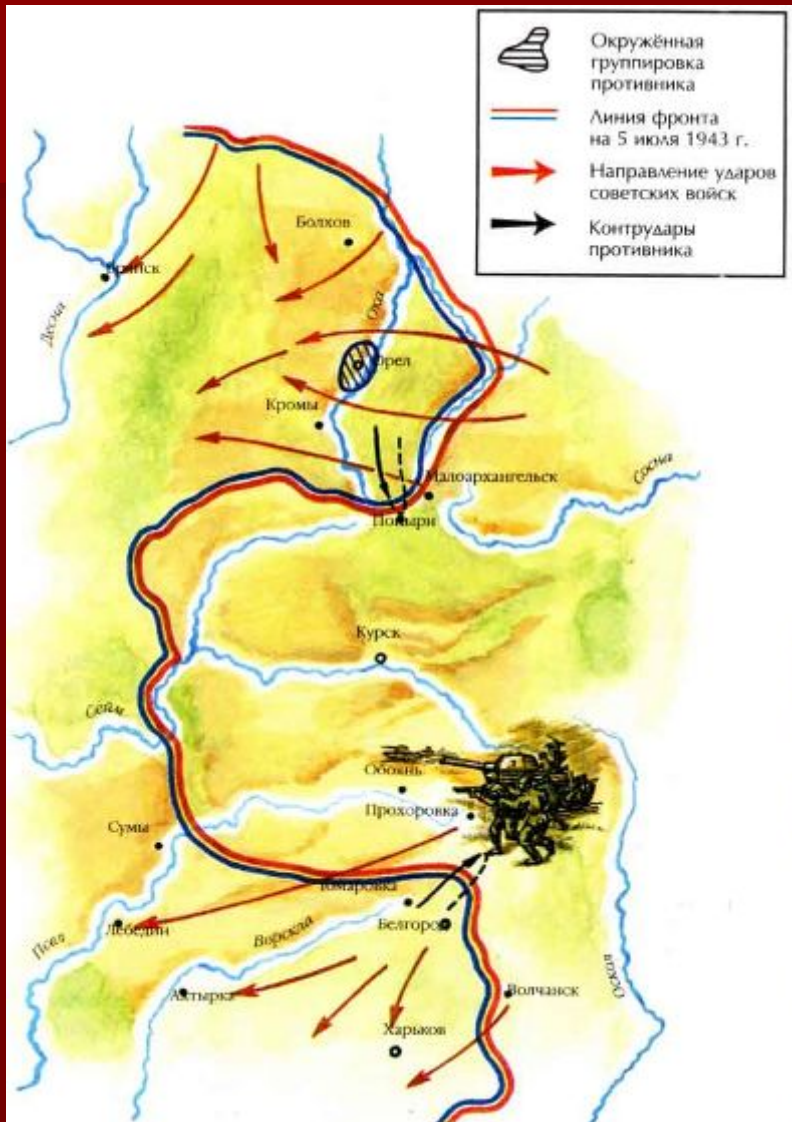 Окружённая
группировка
противника
Линия фронта
на 5 июля 1943 г.
Направление ударов
советских войск
Контрудары
противника
Болхов
Брянск
Десна
Ока
Орел
Кромы
Малоархангельск
Сосна
Поныри
Курск
Сейм
Обоянь
Прохоровка
Сумы
Томаровка
Лебедин
Ворскла
Белгород
Псел
Ахтырка
Волчанск
Оскол
Харьков